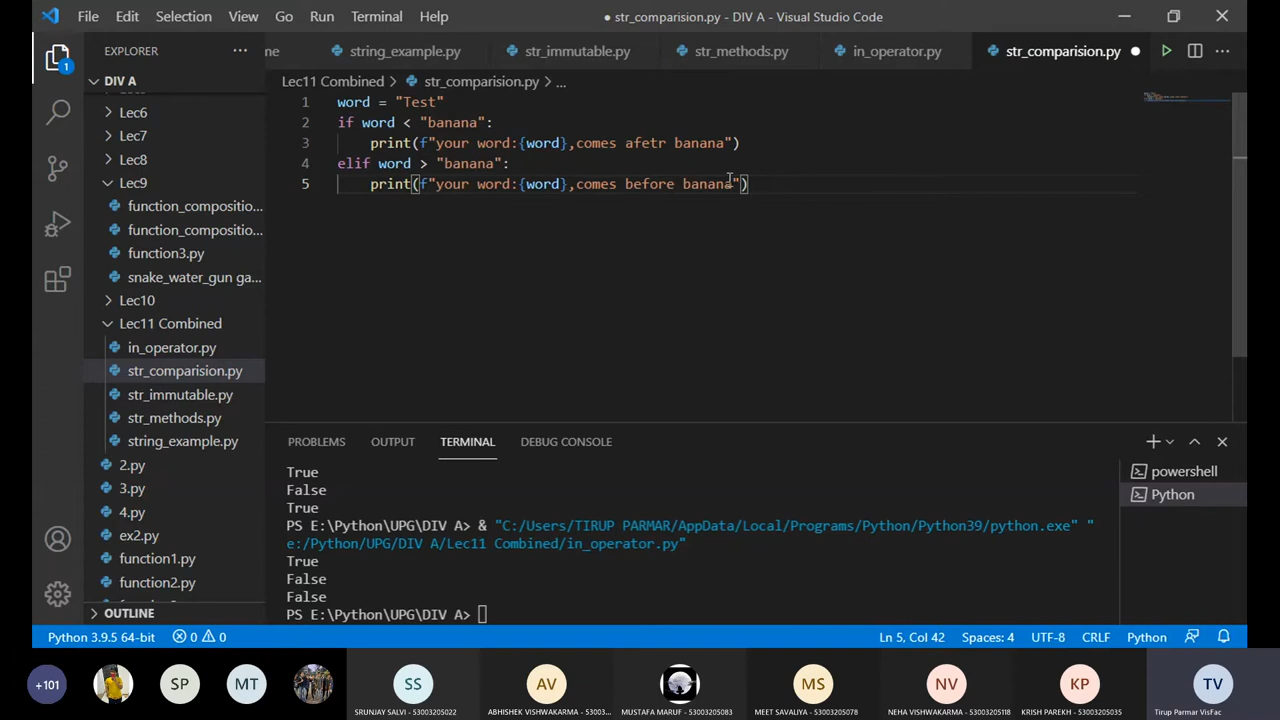 File Edit Selection View Go Run Terminal Help
● str_comparision.py - DIV A - Visual Studio Code
EXPLORER
me string_example.py str_immutable.py str_methods.py in_operator.py str_comparision.py
DIV A
Lec11 Combined > str_comparision.py > ...
Lec6
Lec7
Lec8
Lec9
function_compositio...
function_compositio...
function3.py
snake_water_gun ga...
Lec10
Lec11 Combined
in_operator.py
str_comparision.py
str_immutable.py
str_methods.py
string_example.py
2.py
3.py
4.py
ex2.py
function1.py
function2.py
OUTLINE
1
1 word = "Test"
2 if word < "banana":
3 print(f"your word:{word},comes afetr banana")
4 elif word > "banana":
5 print(f"your word:{word},comes before banana")
PROBLEMS OUTPUT TERMINAL DEBUG CONSOLE
True
False
True
PS E:\Python\UPG\DIV A> & "C:/Users/TIRUP PARMAR/AppData/Local/Programs/Python/Python39/python.exe" "
e:/Python/UPG/DIV A/Lec11 Combined/in_operator.py"
True
False
False
PS E:\Python\UPG\DIV A>
powershell
Python
Python 3.9.5 64-bit 0 0 Ln 5, Col 42 Spaces: 4 UTF-8 CRLF Python
+101 SP MT SS AV MS NV KP TV
SRUNJAY SALVI - 53003205022
ABHISHEK VISHWAKARMA - 53003...
MUSTAFA MARUF - 53003205083
MEET SAVALIYA - 53003205078
NEHA VISHWAKARMA - 53003205118
KRISH PAREKH - 53003205035
Tirup Parmar VisFac